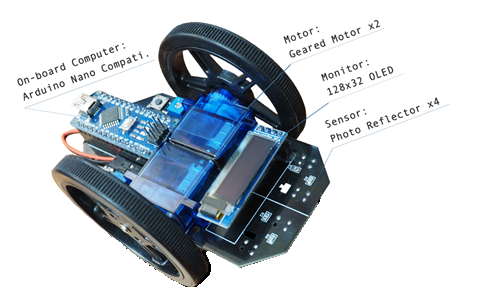 Motor:
Geared Motor x2
On-board Computer:
Arduino Nano Compati.
Monitor:
128x32 OLED
Sensor:
Photo Reflector x4